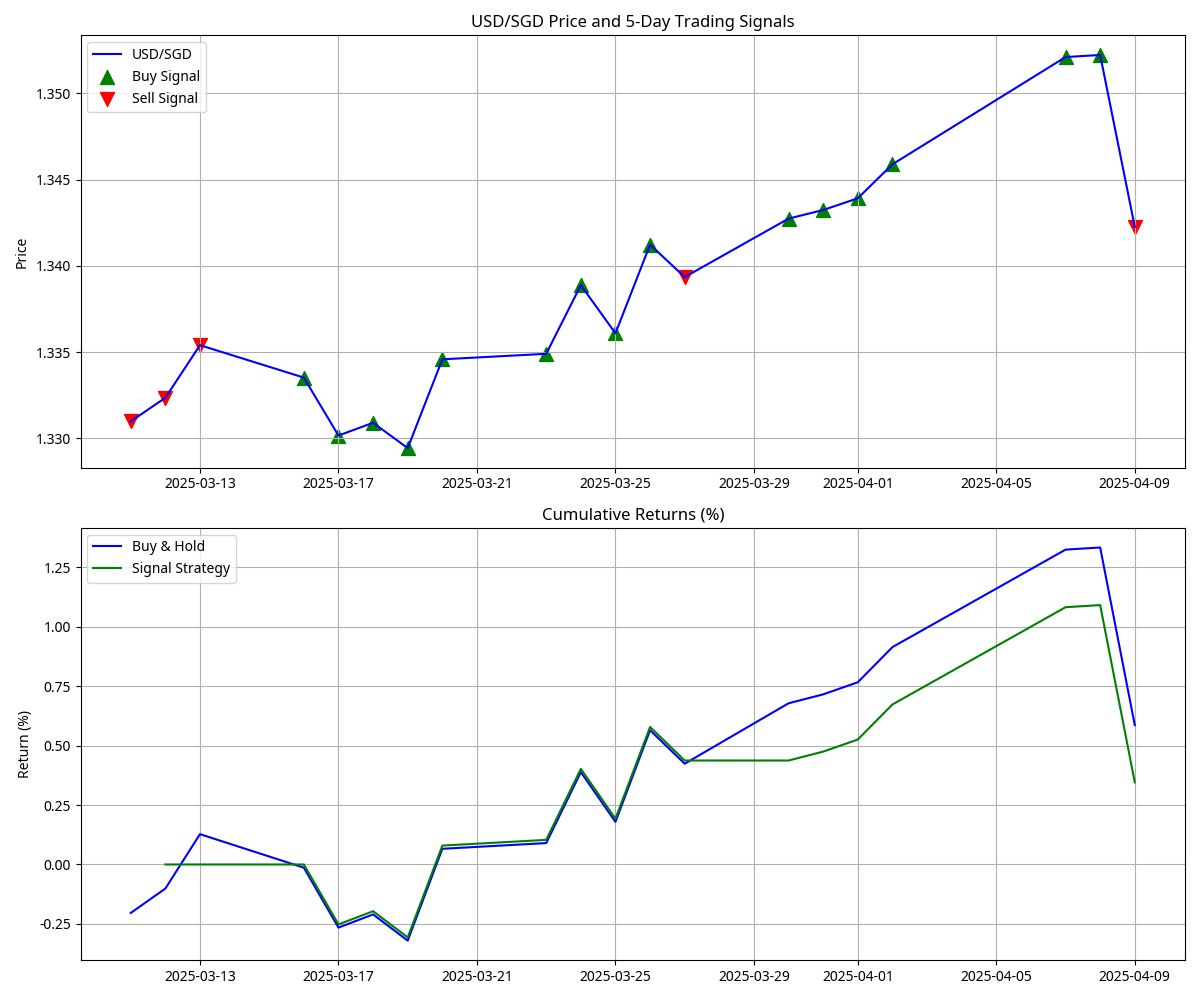 USD/SGD Price and 5-Day Trading Signals
USD/SGD
Buy Signal
Sell Signal
Price
1.350
1.345
1.340
1.335
1.330
2025-03-13 2025-03-17 2025-03-21 2025-03-25 2025-03-29 2025-04-01 2025-04-05 2025-04-09
Cumulative Returns (%)
Buy & Hold
Signal Strategy
Return (%)
1.25
1.00
0.75
0.50
0.25
0.00
-0.25
2025-03-13 2025-03-17 2025-03-21 2025-03-25 2025-03-29 2025-04-01 2025-04-05 2025-04-09